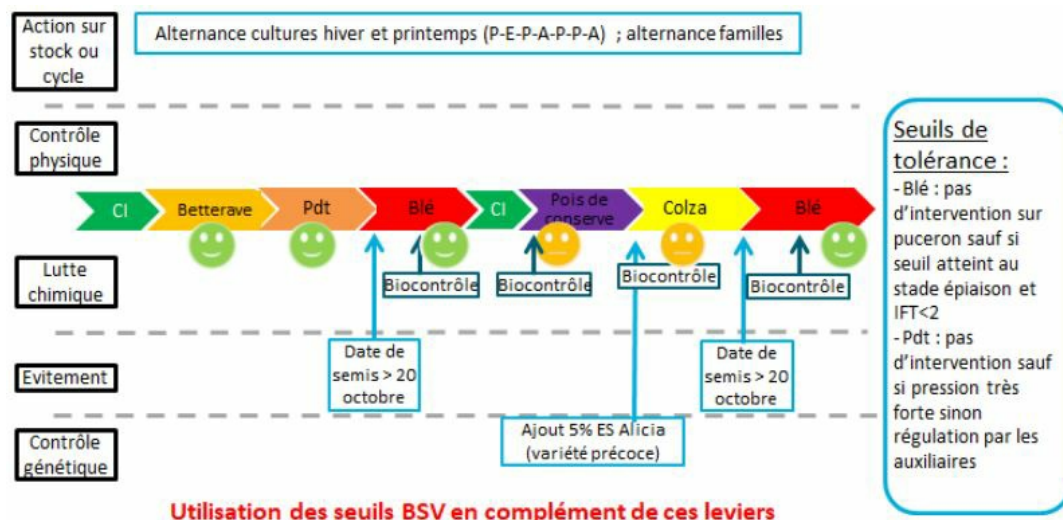 Action sur
stock ou
cycle
Alternance cultures hiver et printemps (P-E-P-A-P-P-A) ; alternance familles
Contrôle
physique
CI
Betterave
Pdt
Blé
CI
Pois de
conserve
Colza
Blé
Lutte
chimique
Biocontrôle
Biocontrôle
Biocontrôle
Biocontrôle
Evitement
Date de
semis > 20
octobre
Date de
semis > 20
octobre
Contrôle
génétique
Ajout 5% ES Alicia
(variété précoce)
Seuils de
tolérance :
-Blé : pas
d'intervention sur
puceron sauf si
seuil atteint au
stade épiaison et
IFT<2
-Pdt : pas
d'intervention sauf
si pression très
forte sinon
régulation par les
auxiliaires
Utilisation des seuils BSV en complément de ces leviers